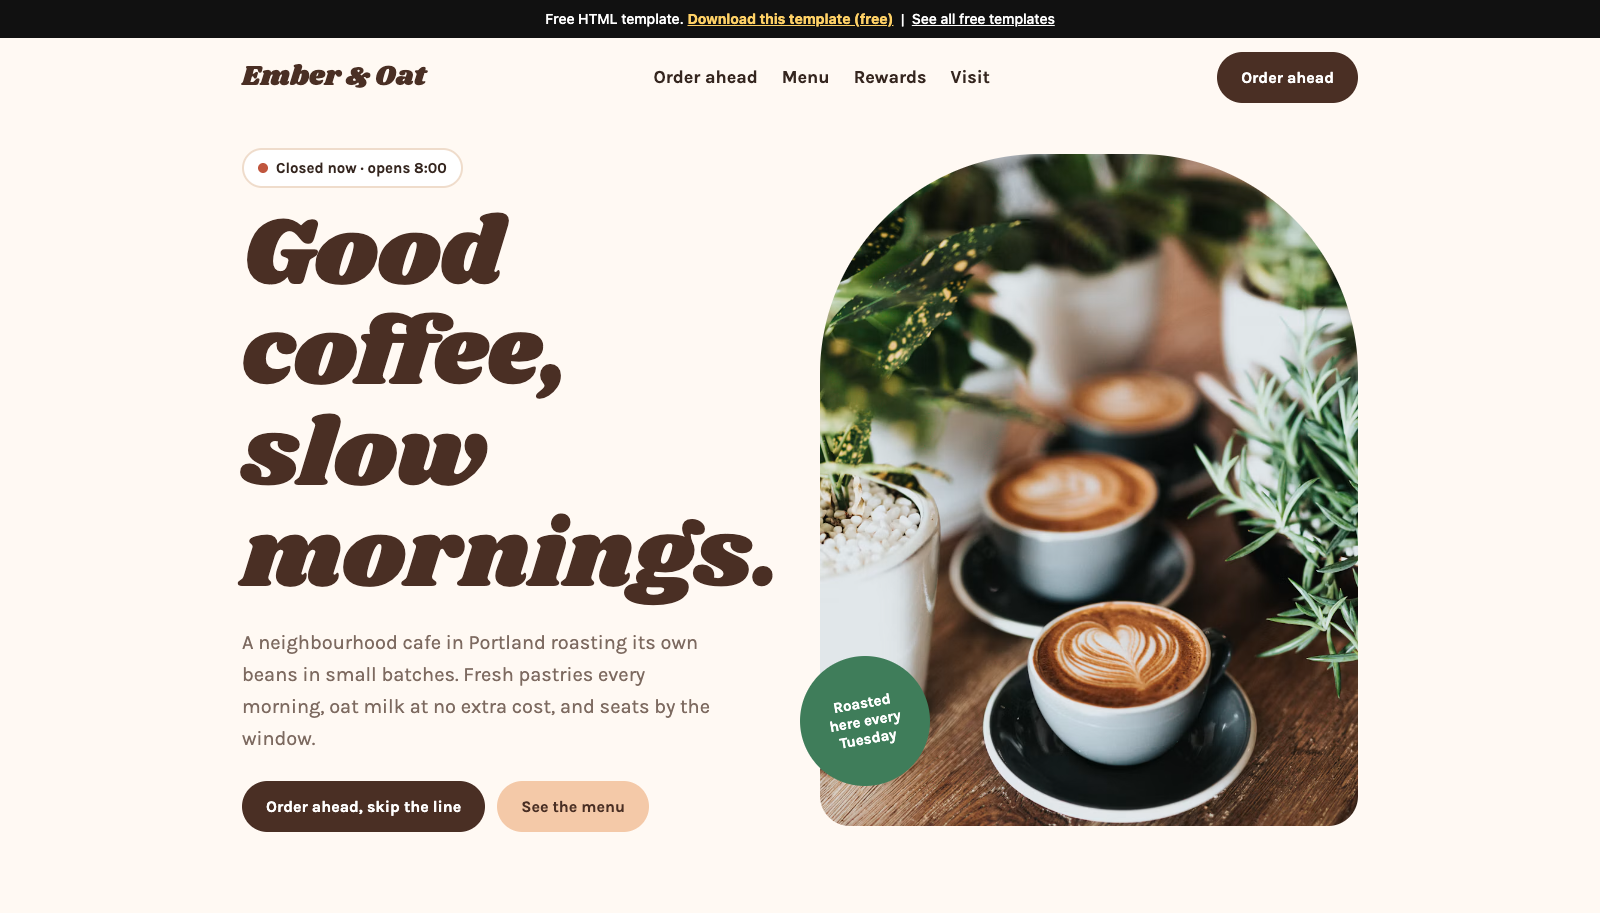 Free HTML template. Download this template (free) | See all free templates
Ember & Oat
Order ahead Menu Rewards Visit
Order ahead
Closed now · opens 8:00
Good
coffee,
slow
mornings.
A neighbourhood cafe in Portland roasting its own
beans in small batches. Fresh pastries every
morning, oat milk at no extra cost, and seats by the
window.
Order ahead, skip the line
See the menu
Roasted
here every
Tuesday